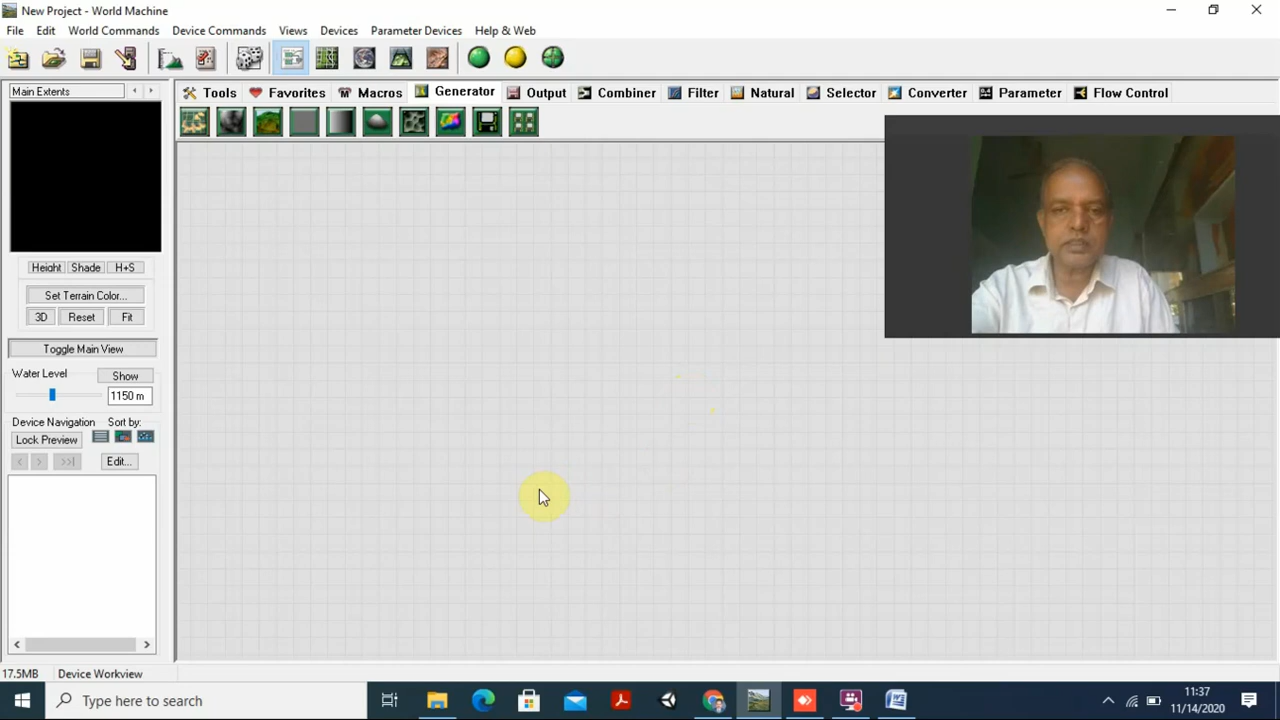 New Project - World Machine
File Edit World Commands Device Commands Views Devices Parameter Devices Help & Web
Main Extents
Tools Favorites Macros Generator Output Combiner Filter Natural Selector Converter Parameter Flow Control
Height Shade H+S
Set Terrain Color...
3D Reset Fit
Toggle Main View
Water Level Show
1150 m
Device Navigation Sort by:
Lock Preview
Edit...
17.5MB Device Workview
Type here to search
11:37
11/14/2020